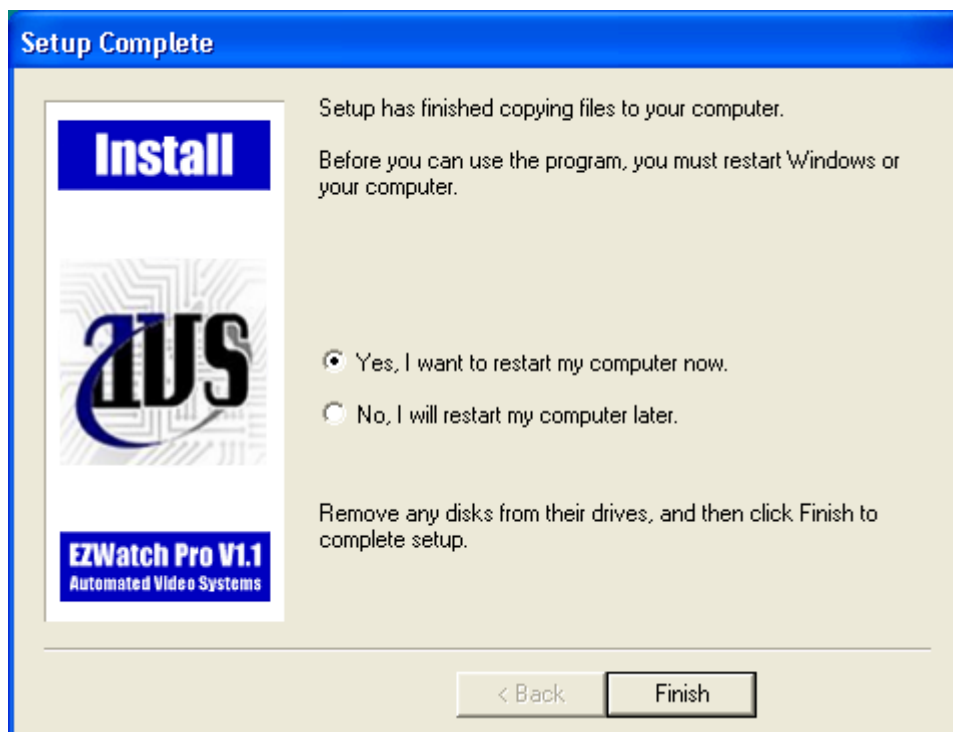 Setup Complete
Install
AVS
EZWatch Pro V1.1
Automated Video Systems
Setup has finished copying files to your computer.
Before you can use the program, you must restart Windows or
your computer.
Yes, I want to restart my computer now.
No, I will restart my computer later.
Remove any disks from their drives, and then click Finish to
complete setup.
< Back
Finish